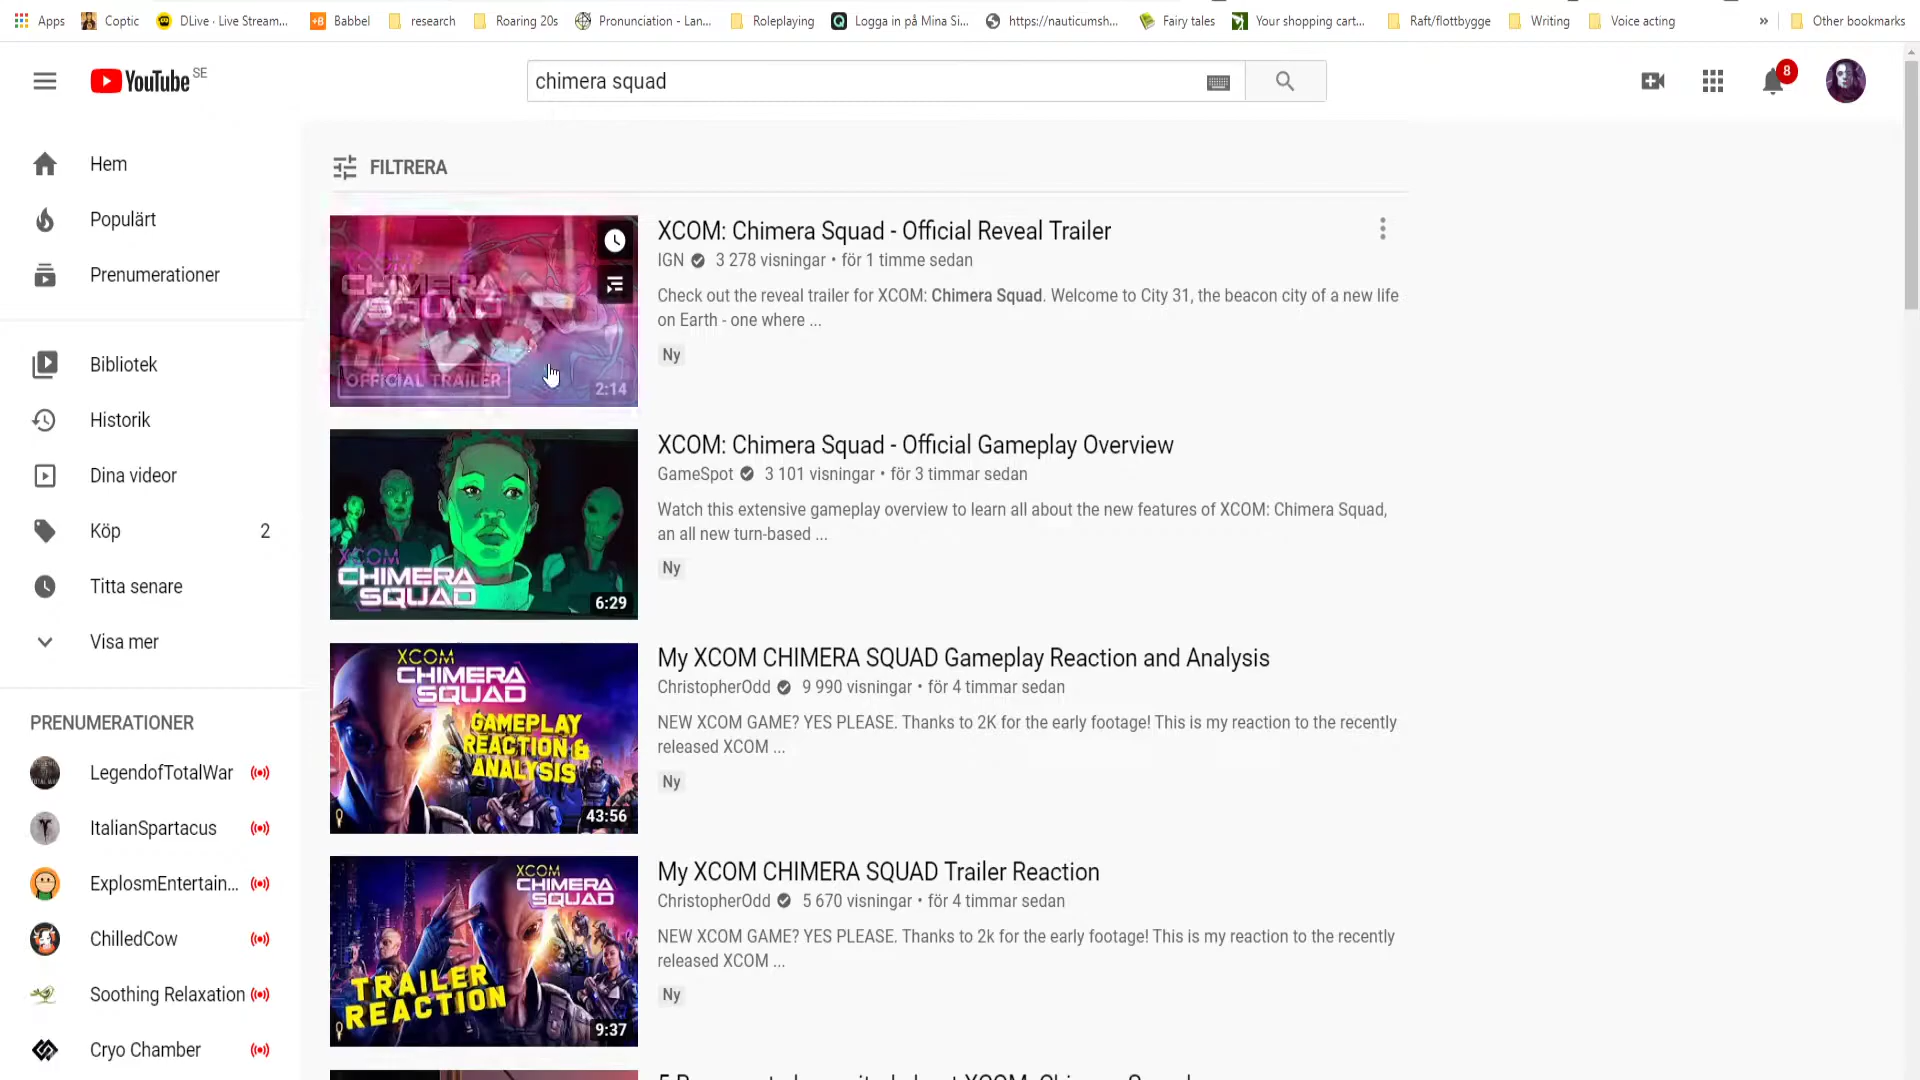 Apps
Coptic
DLive · Live Stream...
+B Babbel
research
Roaring 20s
Pronunciation - Lan...
Roleplaying
Logga in på Mina Si...
https://nauticumsh...
Fairy tales
Your shopping cart...
Raft/flottbygge
Writing
Voice acting
»
Other bookmarks
YouTube SE
chimera squad
8
Hem
Populärt
Prenumerationer
Bibliotek
Historik
Dina videor
Köp 2
Titta senare
Visa mer
PRENUMERATIONER
LegendofTotalWar
ItalianSpartacus
ExplosmEntertain...
ChilledCow
Soothing Relaxation
Cryo Chamber
FILTRERA
CHIMERA
SQUAD
OFFICIAL TRAILER
2:14
XCOM: Chimera Squad - Official Reveal Trailer
IGN 3 278 visningar • för 1 timme sedan
Check out the reveal trailer for XCOM: Chimera Squad. Welcome to City 31, the beacon city of a new life
on Earth - one where ...
Ny
XCOM
CHIMERA
SQUAD
6:29
XCOM: Chimera Squad - Official Gameplay Overview
GameSpot 3 101 visningar • för 3 timmar sedan
Watch this extensive gameplay overview to learn all about the new features of XCOM: Chimera Squad,
an all new turn-based ...
Ny
XCOM
CHIMERA
SQUAD
GAMEPLAY
REACTION &
ANALYSIS
43:56
My XCOM CHIMERA SQUAD Gameplay Reaction and Analysis
ChristopherOdd 9 990 visningar • för 4 timmar sedan
NEW XCOM GAME? YES PLEASE. Thanks to 2K for the early footage! This is my reaction to the recently
released XCOM ...
Ny
XCOM
CHIMERA
SQUAD
TRAILER
REACTION
9:37
My XCOM CHIMERA SQUAD Trailer Reaction
ChristopherOdd 5 670 visningar • för 4 timmar sedan
NEW XCOM GAME? YES PLEASE. Thanks to 2k for the early footage! This is my reaction to the recently
released XCOM ...
Ny